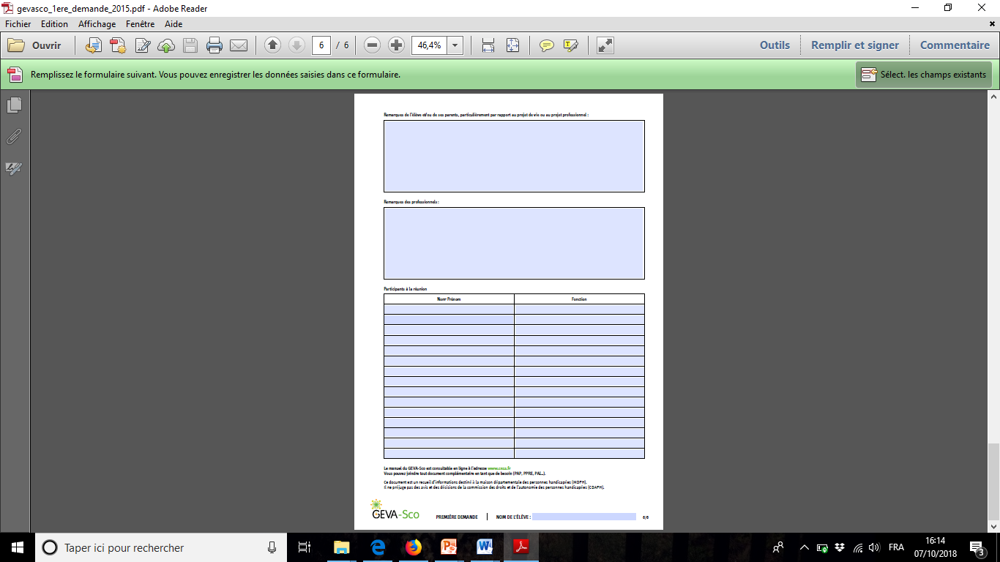 gevasco_1ere_demande_2015.pdf - Adobe Reader
Fichier Edition Affichage Fenêtre Aide
Ouvrir 6 / 6 46,4% Outils Remplir et signer Commentaire
Remplissez le formulaire suivant. Vous pouvez enregistrer les données saisies dans ce formulaire. Sélect. les champs existants
Remarques de l'élève et/ou de ses parents, particulièrement par rapport au projet de vie ou au projet professionnel :
Remarques des professionnels :
Participants à la réunion
Nom- Prénom Fonction
Le manuel du GEVA-Sco est consultable en ligne à l'adresse www.cnsa.fr
Vous pouvez joindre tout document complémentaire en tant que de besoin (PAP, PPRE, PAI...).
Ce document est un recueil d'informations destiné à la maison départementale des personnes handicapées (MDPH).
Il ne préjuge pas des avis et des décisions de la commission des droits et de l'autonomie des personnes handicapées (CDAPH).
GEVA-Sco PREMIÈRE DEMANDE NOM DE L'ÉLÈVE : 6/6
Taper ici pour rechercher
FRA
16:14
07/10/2018
3